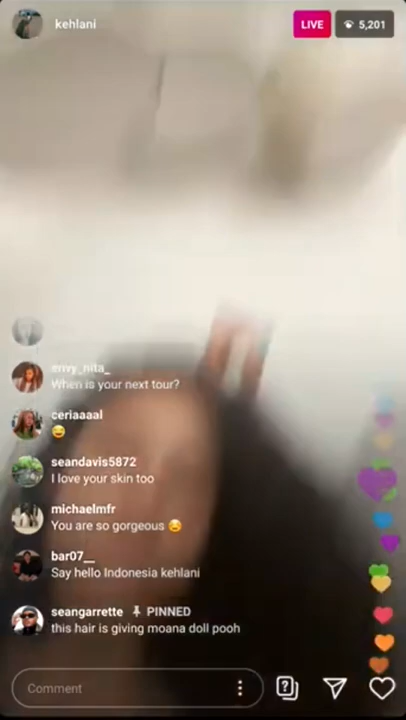 kehlani
LIVE
5,201
envy_nita_
When is your next tour?
ceriaaaal
seandavis5872
I love your skin too
michaelmfr
You are so gorgeous
bar07__
Say hello Indonesia kehlani
seangarrette PINNED
this hair is giving moana doll pooh
Comment